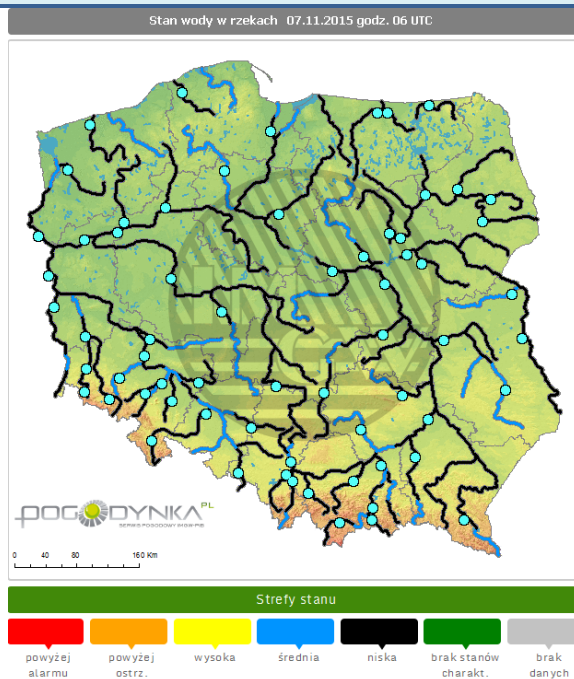 Stan wody w rzekach 07.11.2015 godz. 06 UTC
IMGW
POGODYNKA PL
SERWIS POGODOWY IMGW-PIB
0 40 80 160 Km
Strefy stanu
powyżej powyżej wysoka średnia niska brak stanów brak
alarmu ostrz. charakt. danych